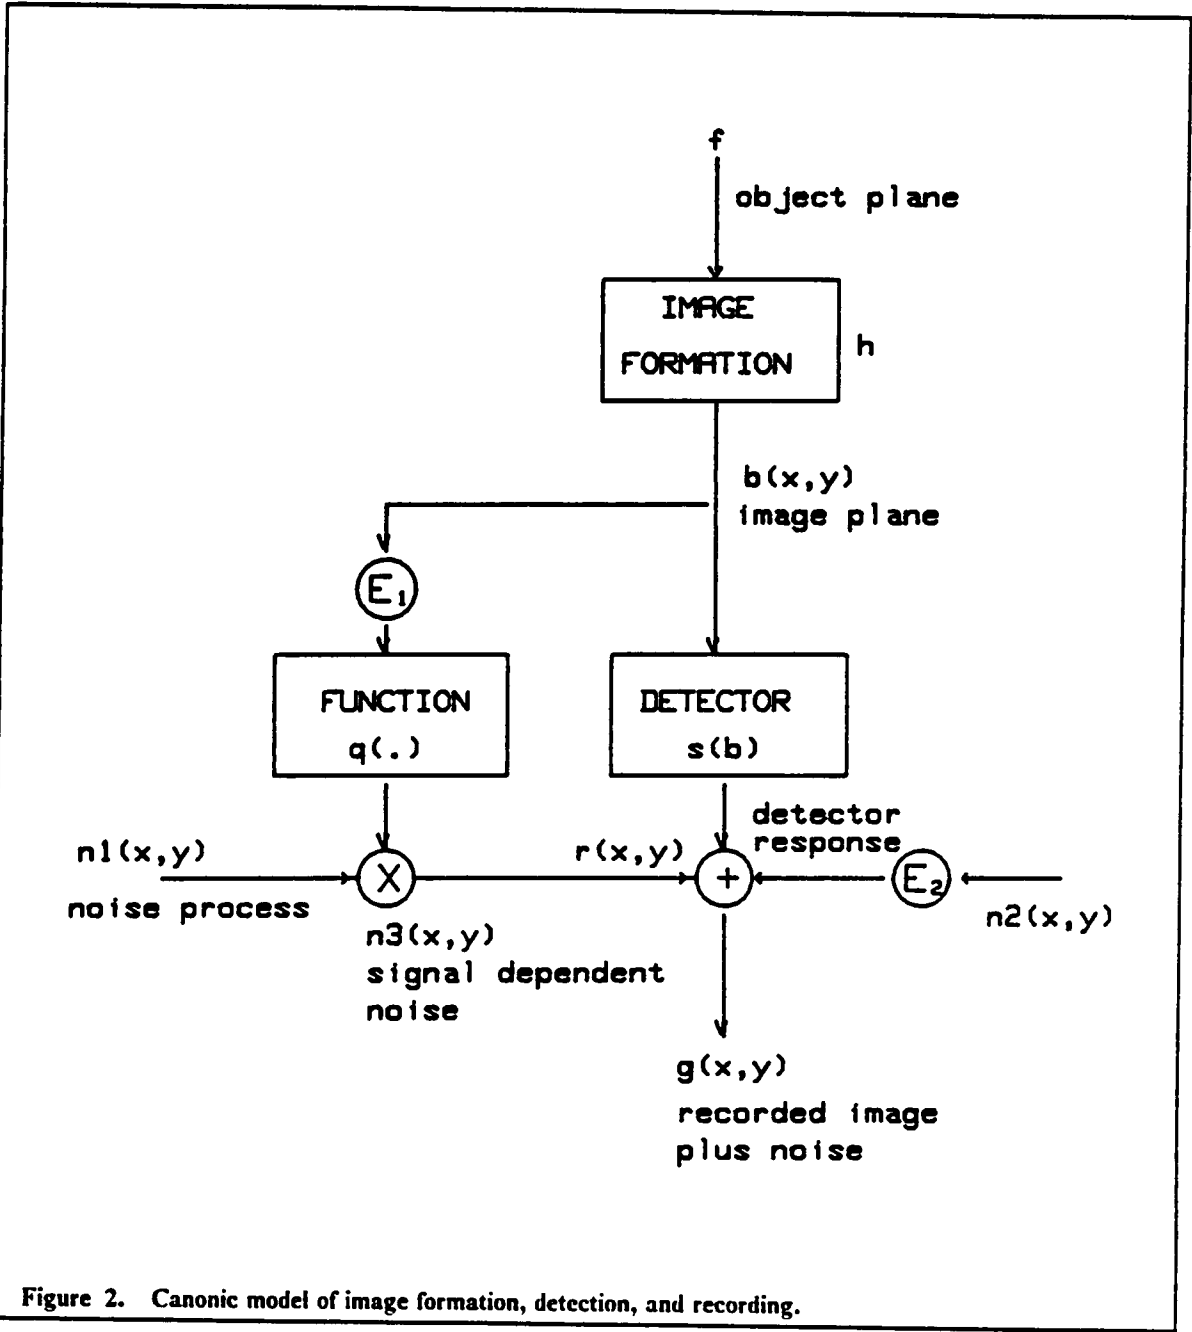 f
object plane
IMAGE
FORMATION
h
b(x,y)
image plane
E₁
FUNCTION
q(.)
DETECTOR
s(b)
detector
response
n1(x,y)
noise process
X
r(x,y)
+
E₂
n2(x,y)
n3(x,y)
signal dependent
noise
g(x,y)
recorded image
plus noise
Figure 2. Canonic model of image formation, detection, and recording.